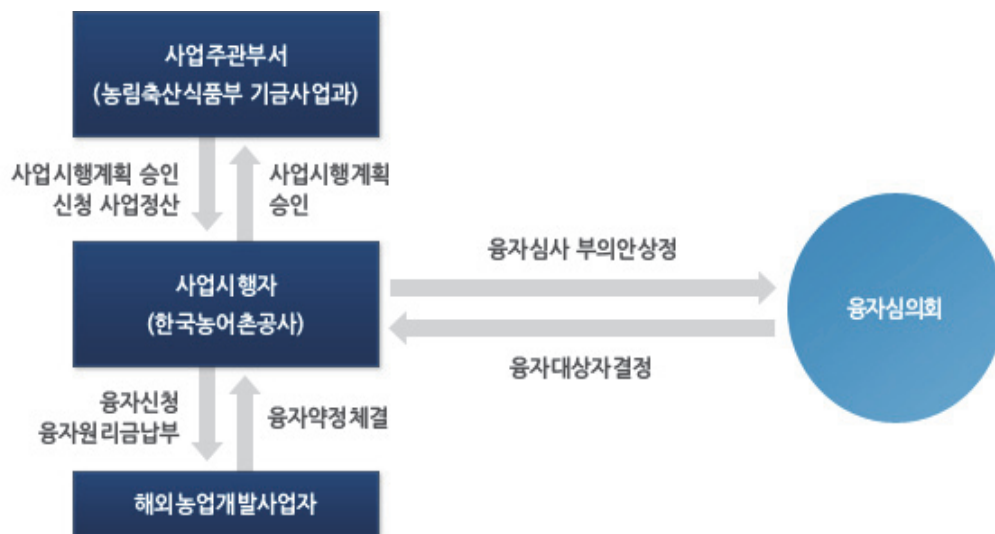 사업주관부서
(농림축산식품부 기금사업과)
사업시행계획 승인
신청 사업정산
사업시행계획
승인
사업시행자
(한국농어촌공사)
융자심사 부의안상정
융자대상자결정
융자심의회
융자신청
융자원리금납부
융자약정체결
해외농업개발사업자